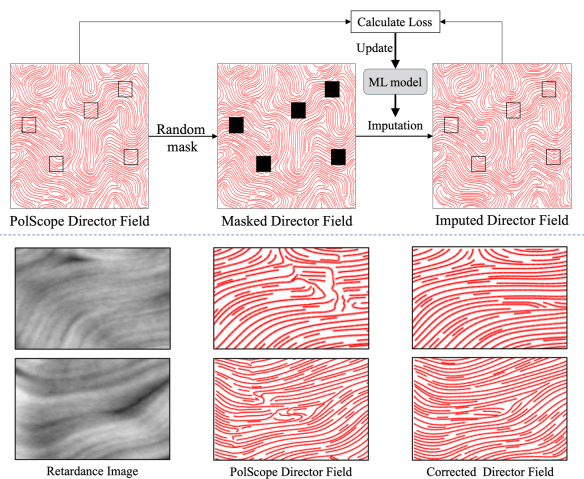 Calculate Loss
Update
ML model
Random
mask
Imputation
PolScope Director Field
Masked Director Field
Imputed Director Field
Retardance Image
PolScope Director Field
Corrected Director Field